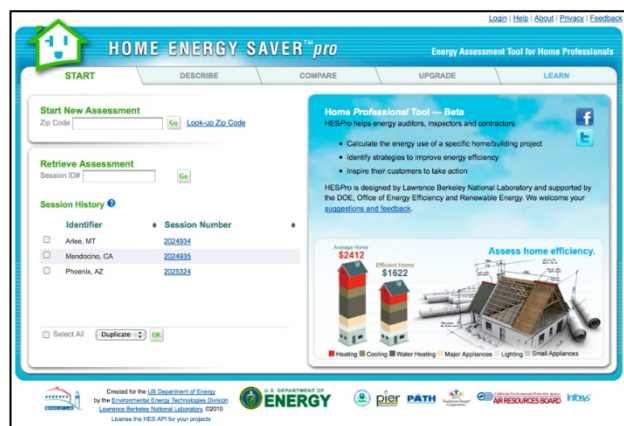 Login | Help | About | Privacy | Feedback
HOME ENERGY SAVER™ pro
Energy Assessment Tool for Home Professionals
START
DESCRIBE
COMPARE
UPGRADE
LEARN
Start New Assessment
Zip Code
Go
Look-up Zip Code
Retrieve Assessment
Session ID#
Go
Session History ?
Identifier
Session Number
Arlee, MT
2024934
Mendocino, CA
2024935
Phoenix, AZ
2025324
Select All
Duplicate
OK
Home Professional Tool — Beta
HESPro helps energy auditors, inspectors and contractors:
• Calculate the energy use of a specific home/building project
• Identify strategies to improve energy efficiency
• Inspire their customers to take action
HESPro is designed by Lawrence Berkeley National Laboratory and supported by
the DOE, Office of Energy Efficiency and Renewable Energy. We welcome your
suggestions and feedback.
Average Home
$2412
Efficient Home
$1622
Assess home efficiency.
Heating
Cooling
Water Heating
Major Appliances
Lighting
Small Appliances
Created for the US Department of Energy
by the Environmental Energy Technologies Division
Lawrence Berkeley National Laboratory ©2010
License the HES API for your projects
U.S. DEPARTMENT OF
ENERGY
pier
PATH
AIR RESOURCES BOARD
Infosys